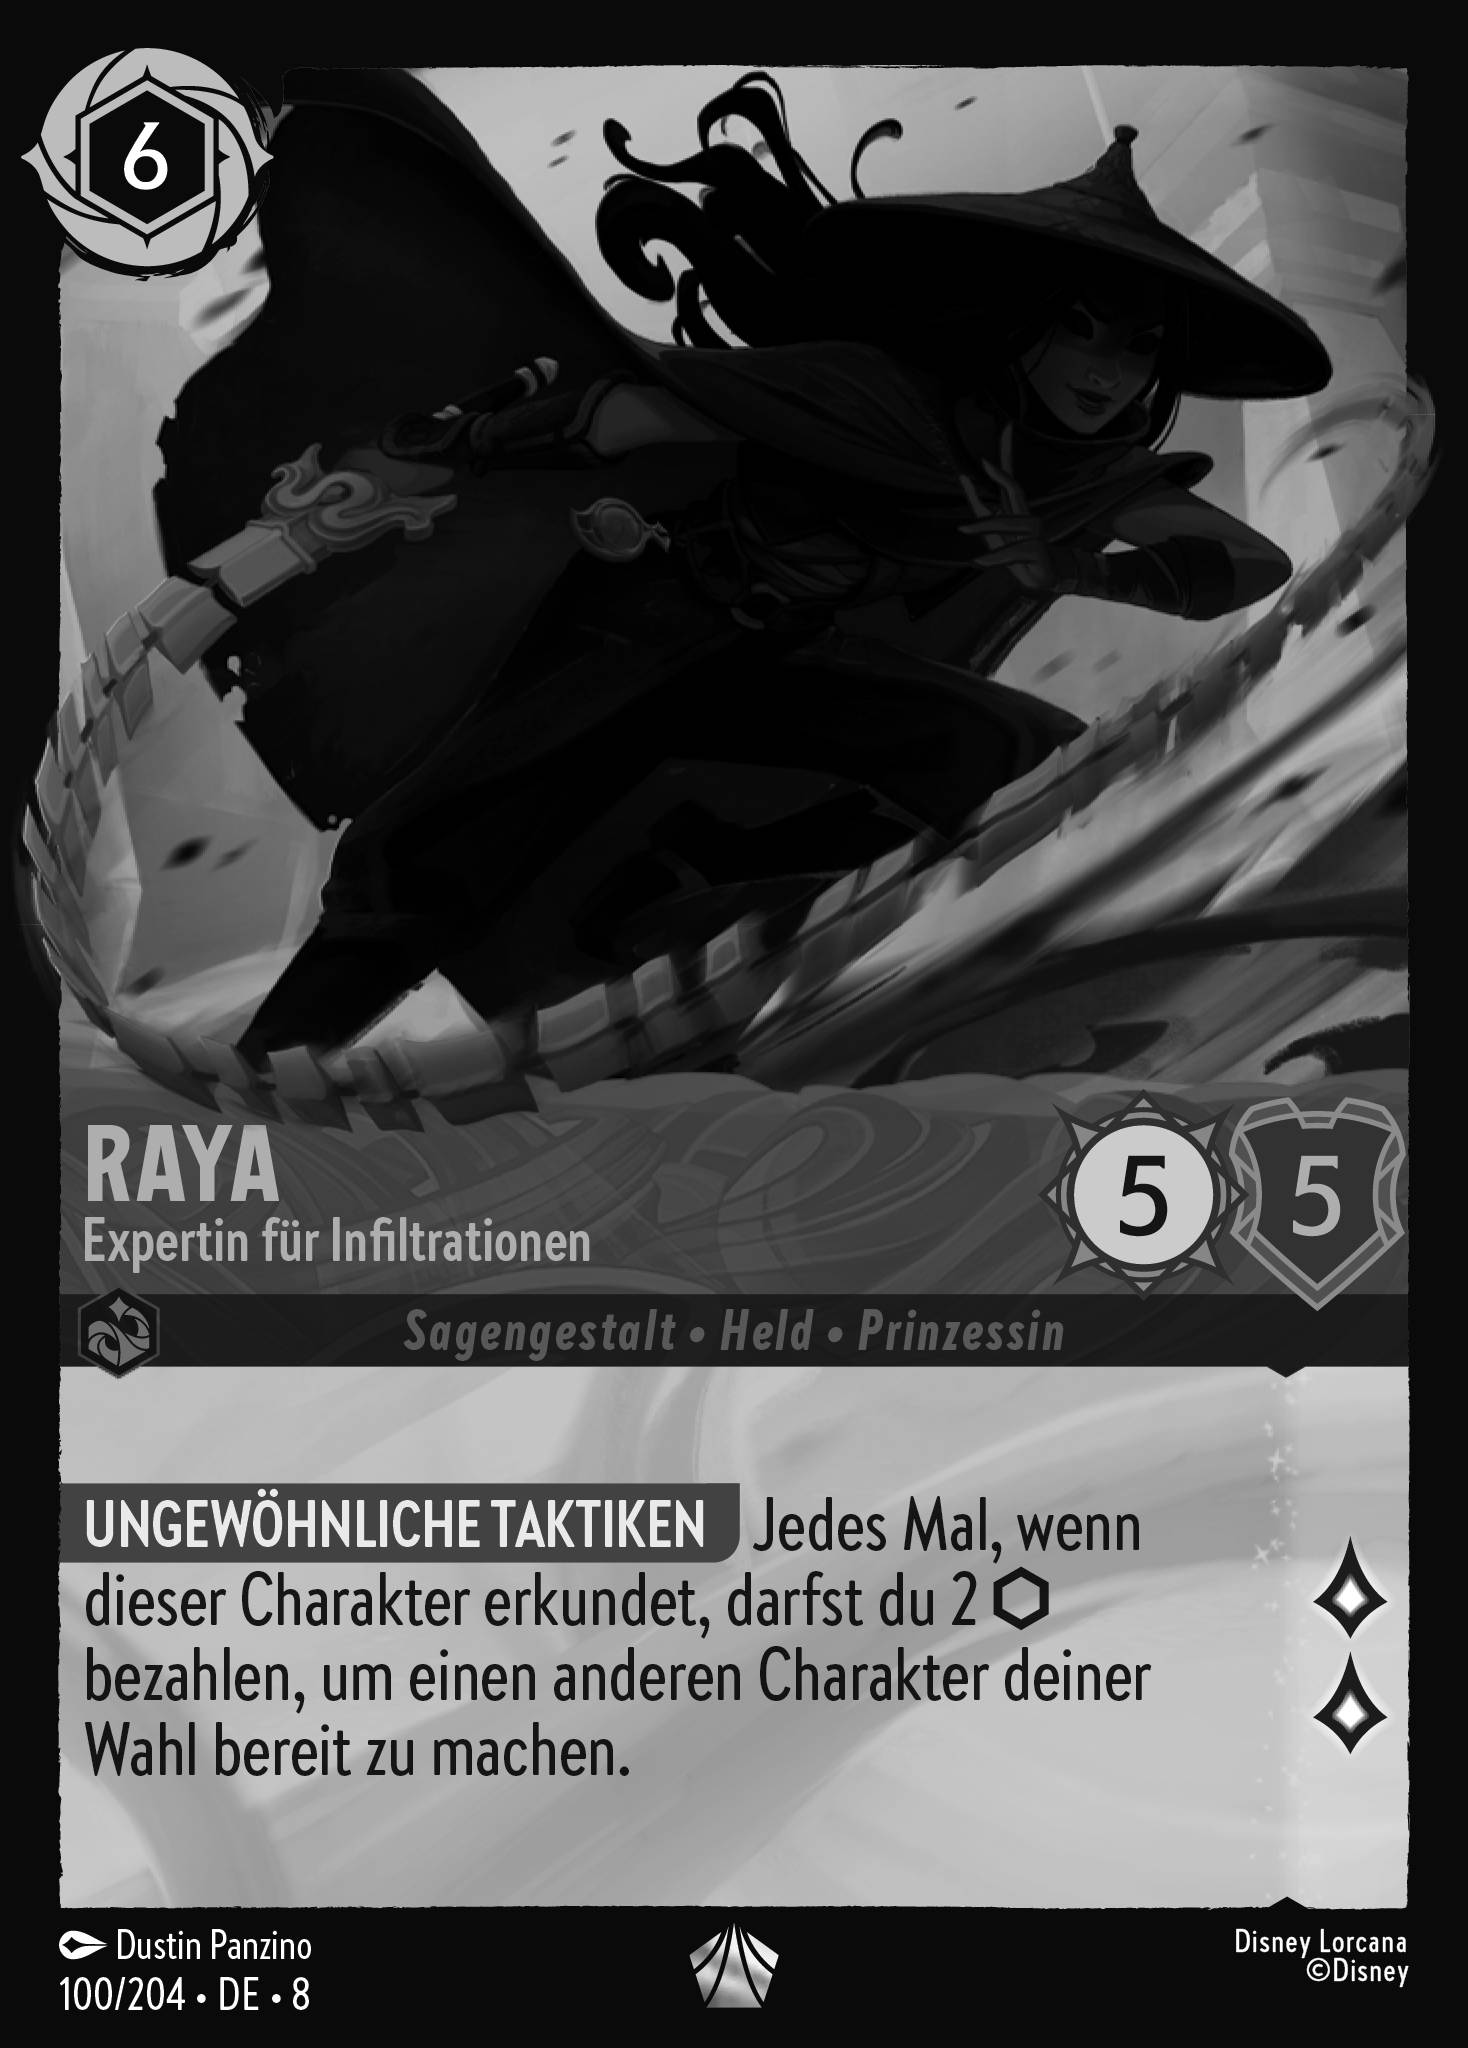 6
RAYA
Expertin für Infiltrationen
5 5
Sagengestalt • Held • Prinzessin
UNGEWÖHNLICHE TAKTIKEN Jedes Mal, wenn
dieser Charakter erkundet, darfst du 2 ⬡
bezahlen, um einen anderen Charakter deiner
Wahl bereit zu machen.
Dustin Panzino
100/204 • DE • 8
Disney Lorcana
©Disney